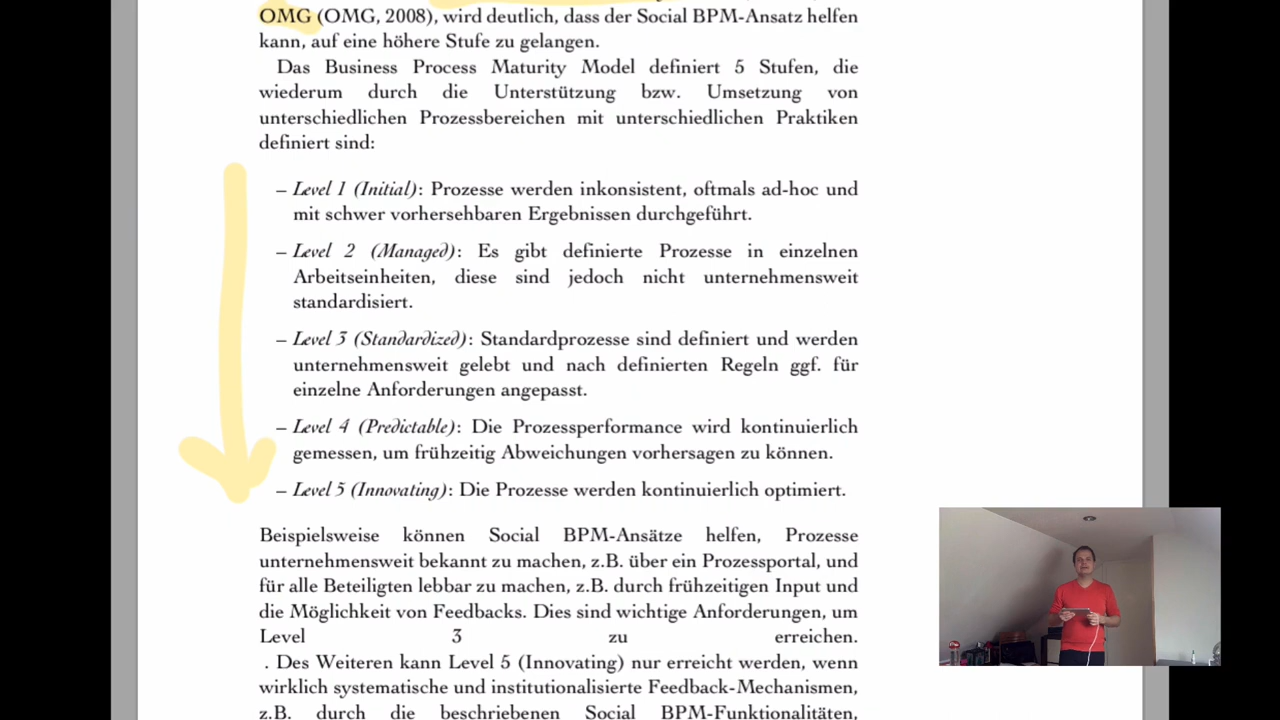 OMG (OMG, 2008), wird deutlich, dass der Social BPM-Ansatz helfen
kann, auf eine höhere Stufe zu gelangen.
Das Business Process Maturity Model definiert 5 Stufen, die
wiederum durch die Unterstützung bzw. Umsetzung von
unterschiedlichen Prozessbereichen mit unterschiedlichen Praktiken
definiert sind:
– Level 1 (Initial): Prozesse werden inkonsistent, oftmals ad-hoc und
mit schwer vorhersehbaren Ergebnissen durchgeführt.
– Level 2 (Managed): Es gibt definierte Prozesse in einzelnen
Arbeitseinheiten, diese sind jedoch nicht unternehmensweit
standardisiert.
– Level 3 (Standardized): Standardprozesse sind definiert und werden
unternehmensweit gelebt und nach definierten Regeln ggf. für
einzelne Anforderungen angepasst.
– Level 4 (Predictable): Die Prozessperformance wird kontinuierlich
gemessen, um frühzeitig Abweichungen vorhersagen zu können.
– Level 5 (Innovating): Die Prozesse werden kontinuierlich optimiert.
Beispielsweise können Social BPM-Ansätze helfen, Prozesse
unternehmensweit bekannt zu machen, z.B. über ein Prozessportal, und
für alle Beteiligten lebbar zu machen, z.B. durch frühzeitigen Input und
die Möglichkeit von Feedbacks. Dies sind wichtige Anforderungen, um
Level 3 zu erreichen.
. Des Weiteren kann Level 5 (Innovating) nur erreicht werden, wenn
wirklich systematische und institutionalisierte Feedback-Mechanismen,
z.B. durch die beschriebenen Social BPM-Funktionalitäten,